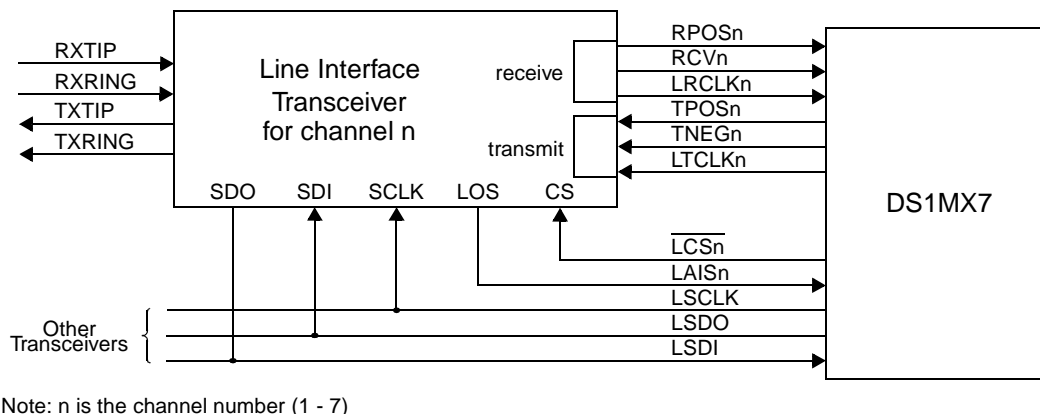 RXTIP
RXRING
TXTIP
TXRING
Line Interface
Transceiver
for channel n
receive
transmit
SDO SDI SCLK LOS CS
RPOSn
RCVn
LRCLKn
TPOSn
TNEGn
LTCLKn
LCSn
LAISn
LSCLK
LSDO
LSDI
DS1MX7
Other
Transceivers
Note: n is the channel number (1 - 7)